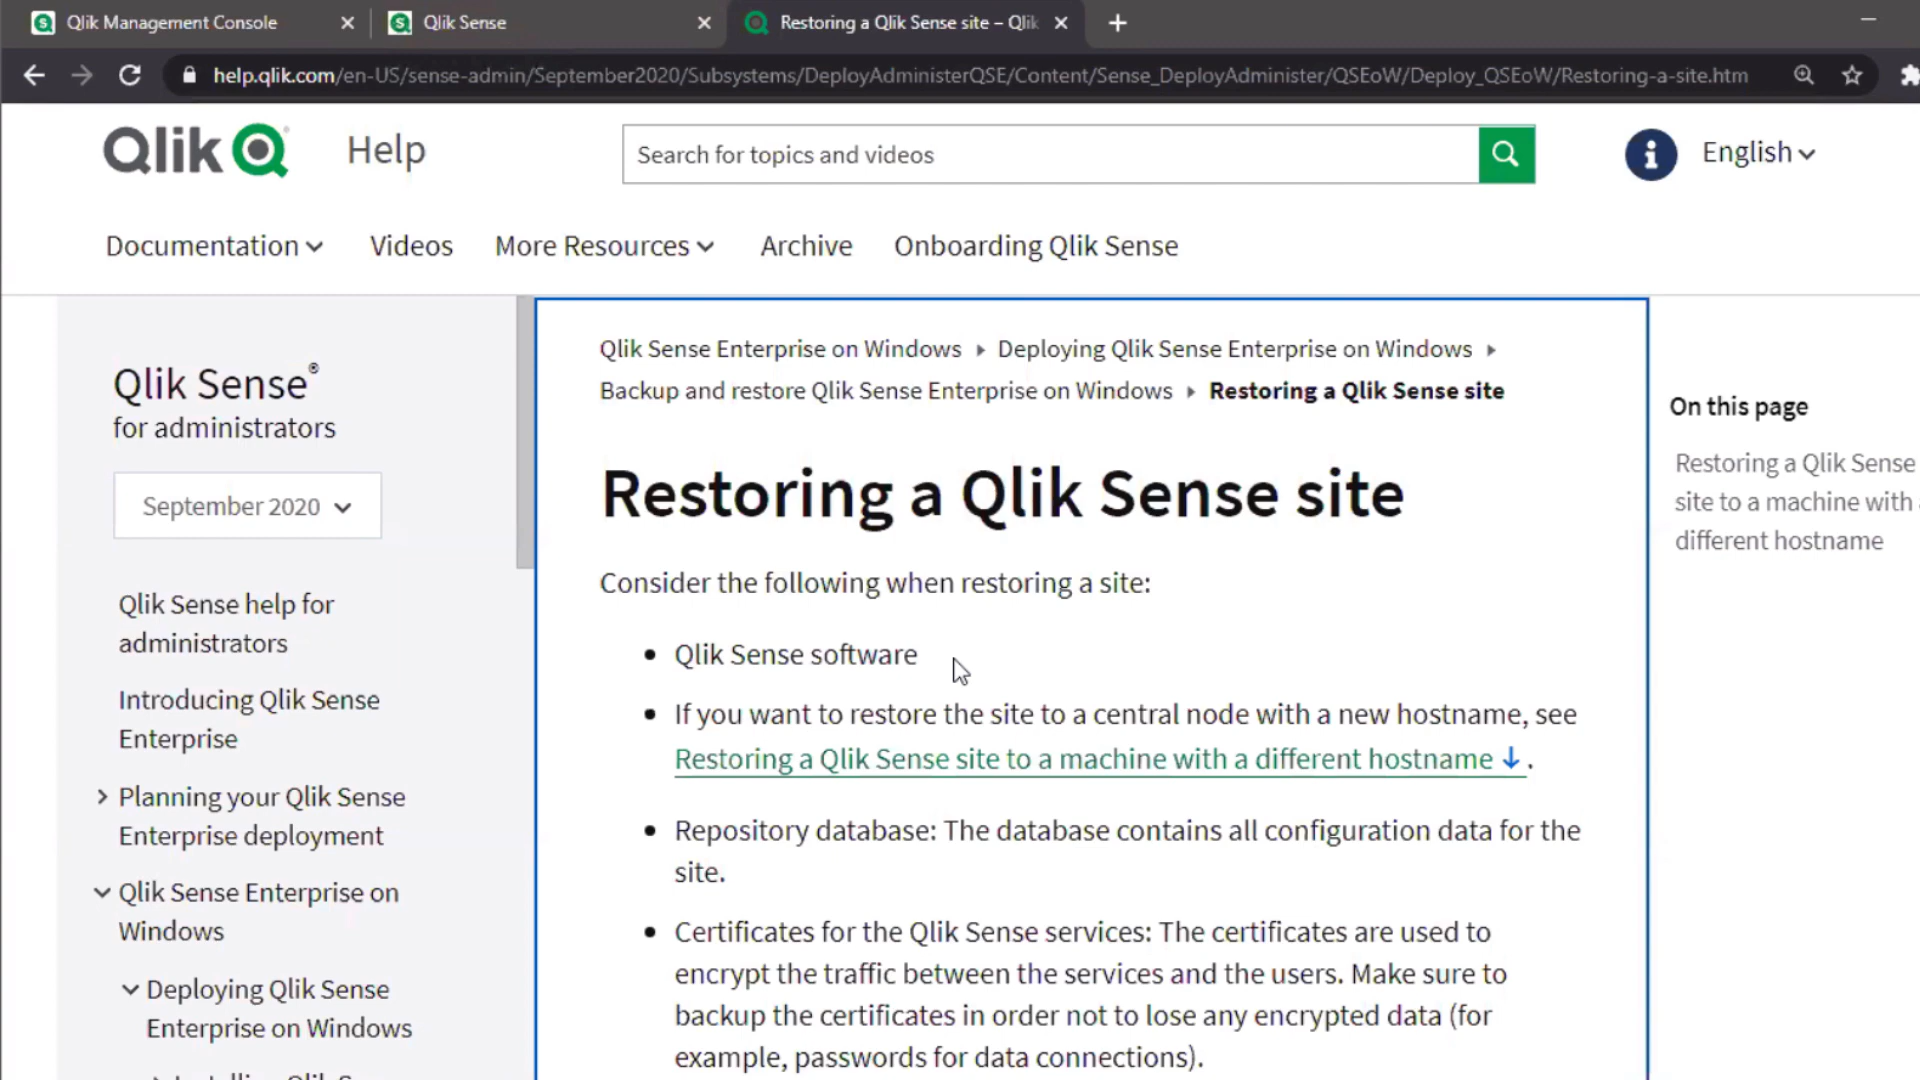 Qlik Management Console
Qlik Sense
Restoring a Qlik Sense site – Qlik
help.qlik.com/en-US/sense-admin/September2020/Subsystems/DeployAdministerQSE/Content/Sense_DeployAdminister/QSEoW/Deploy_QSEoW/Restoring-a-site.htm
Qlik
Help
Search for topics and videos
English
Documentation
Videos
More Resources
Archive
Onboarding Qlik Sense
Qlik Sense®
for administrators
September 2020
Qlik Sense help for
administrators
Introducing Qlik Sense
Enterprise
Planning your Qlik Sense
Enterprise deployment
Qlik Sense Enterprise on
Windows
Deploying Qlik Sense
Enterprise on Windows
Qlik Sense Enterprise on Windows
Deploying Qlik Sense Enterprise on Windows
Backup and restore Qlik Sense Enterprise on Windows
Restoring a Qlik Sense site
Restoring a Qlik Sense site
Consider the following when restoring a site:
• Qlik Sense software
• If you want to restore the site to a central node with a new hostname, see
Restoring a Qlik Sense site to a machine with a different hostname ↓.
• Repository database: The database contains all configuration data for the
site.
• Certificates for the Qlik Sense services: The certificates are used to
encrypt the traffic between the services and the users. Make sure to
backup the certificates in order not to lose any encrypted data (for
example, passwords for data connections).
On this page
Restoring a Qlik Sense
site to a machine with
different hostname